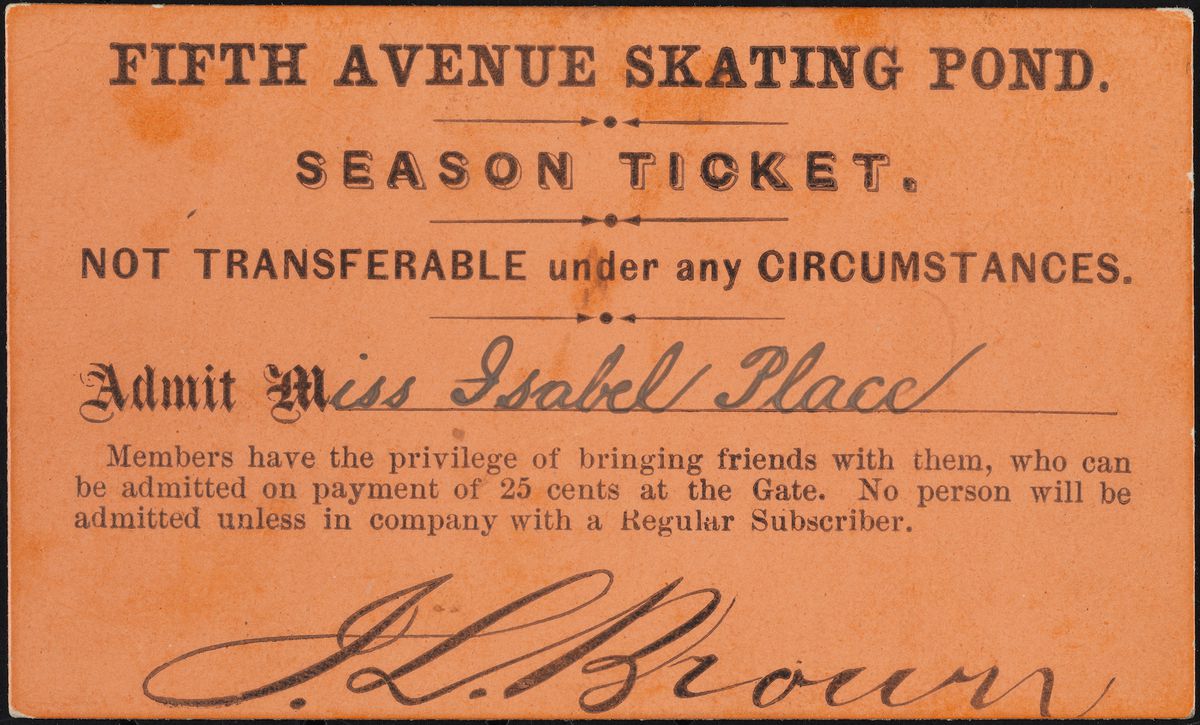 FIFTH AVENUE SKATING POND.
SEASON TICKET.
NOT TRANSFERABLE under any CIRCUMSTANCES.
Admit Miss Isabel Place
Members have the privilege of bringing friends with them, who can
be admitted on payment of 25 cents at the Gate. No person will be
admitted unless in company with a Regular Subscriber.
J. L. Brown